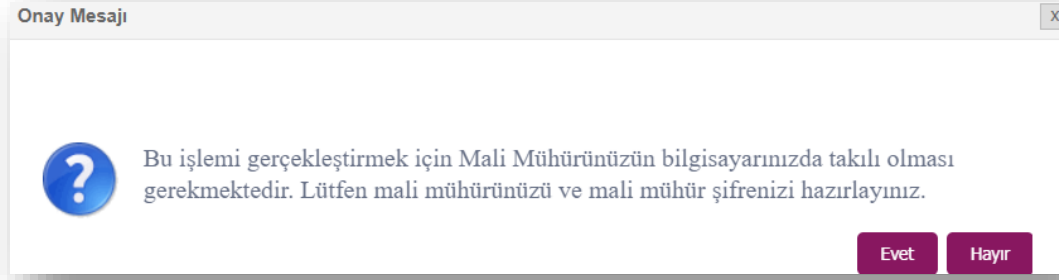 Onay Mesajı
X
Bu işlemi gerçekleştirmek için Mali Mühürünüzün bilgisayarınızda takılı olması
gerekmektedir. Lütfen mali mühürünüzü ve mali mühür şifrenizi hazırlayınız.
Evet Hayır